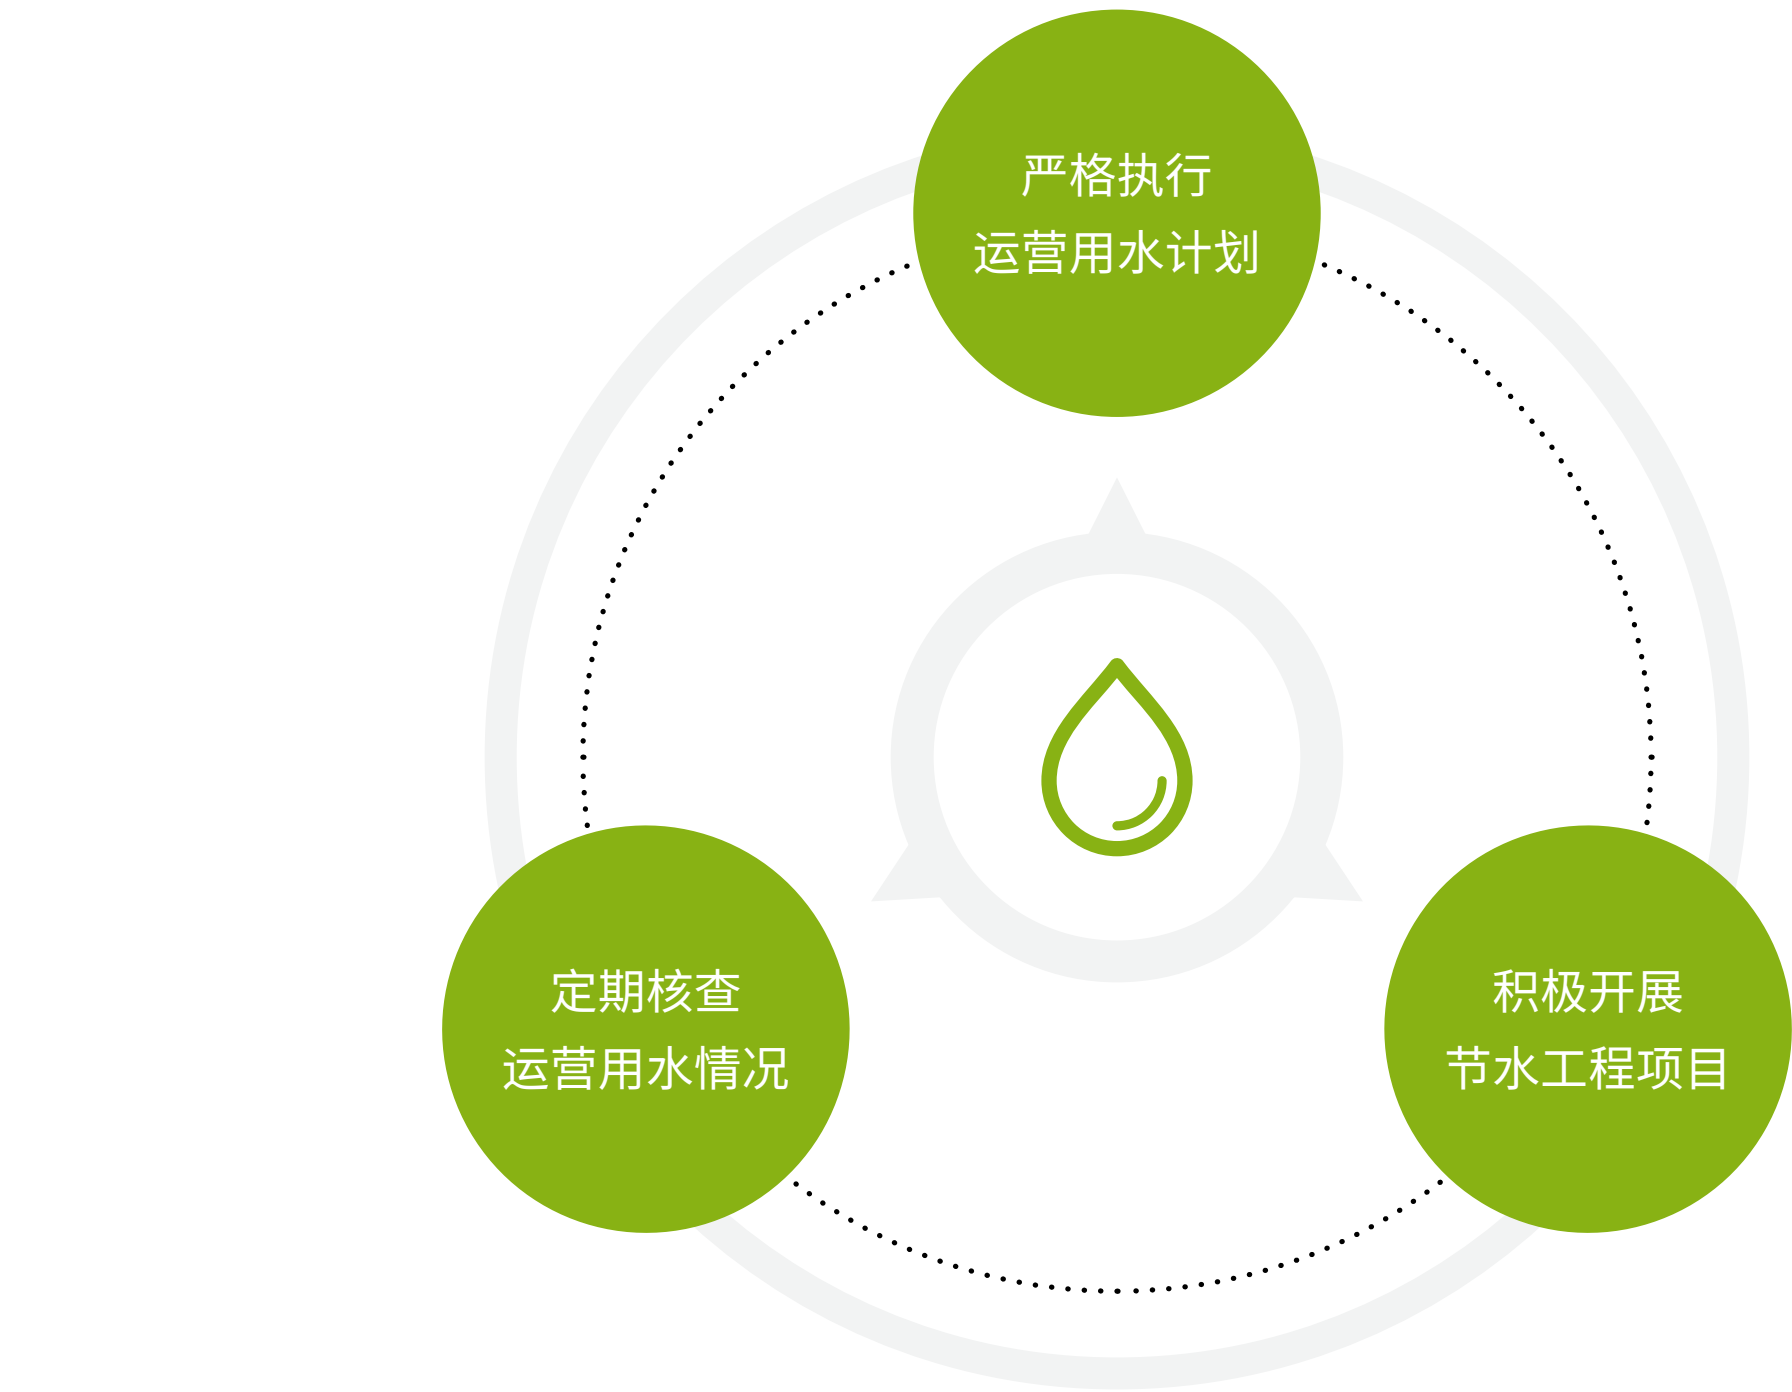 严格执行
运营用水计划
定期核查
运营用水情况
积极开展
节水工程项目